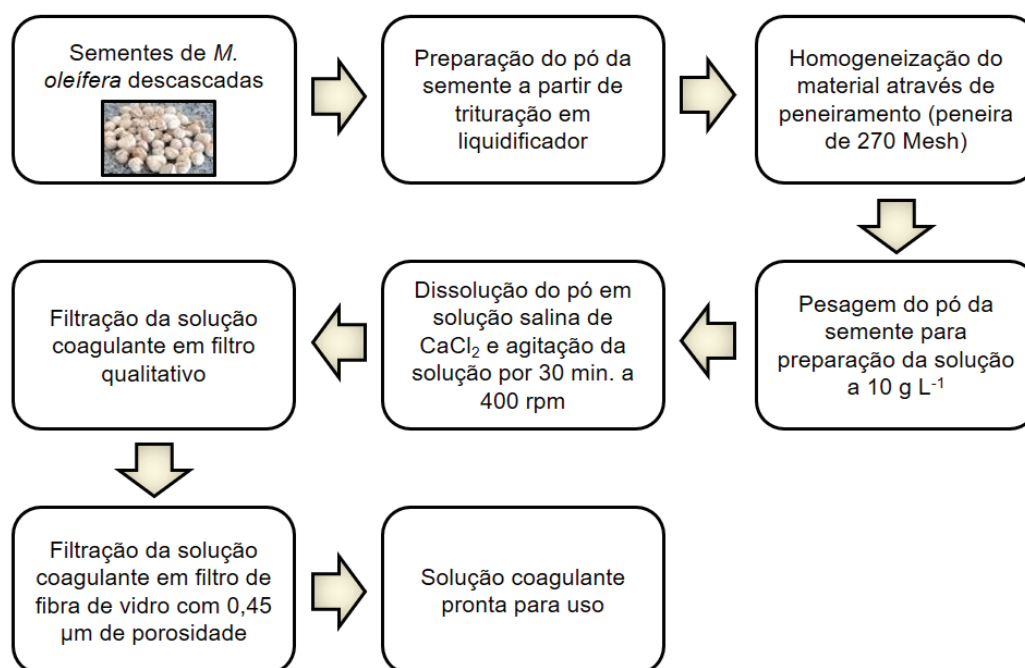 Sementes de M.
oleífera descascadas
Preparação do pó da
semente a partir de
trituração em
liquidificador
Homogeneização do
material através de
peneiramento (peneira
de 270 Mesh)
Pesagem do pó da
semente para
preparação da solução
a 10 g L⁻¹
Dissolução do pó em
solução salina de
CaCl₂ e agitação da
solução por 30 min. a
400 rpm
Filtração da solução
coagulante em filtro
qualitativo
Filtração da solução
coagulante em filtro de
fibra de vidro com 0,45
μm de porosidade
Solução coagulante
pronta para uso